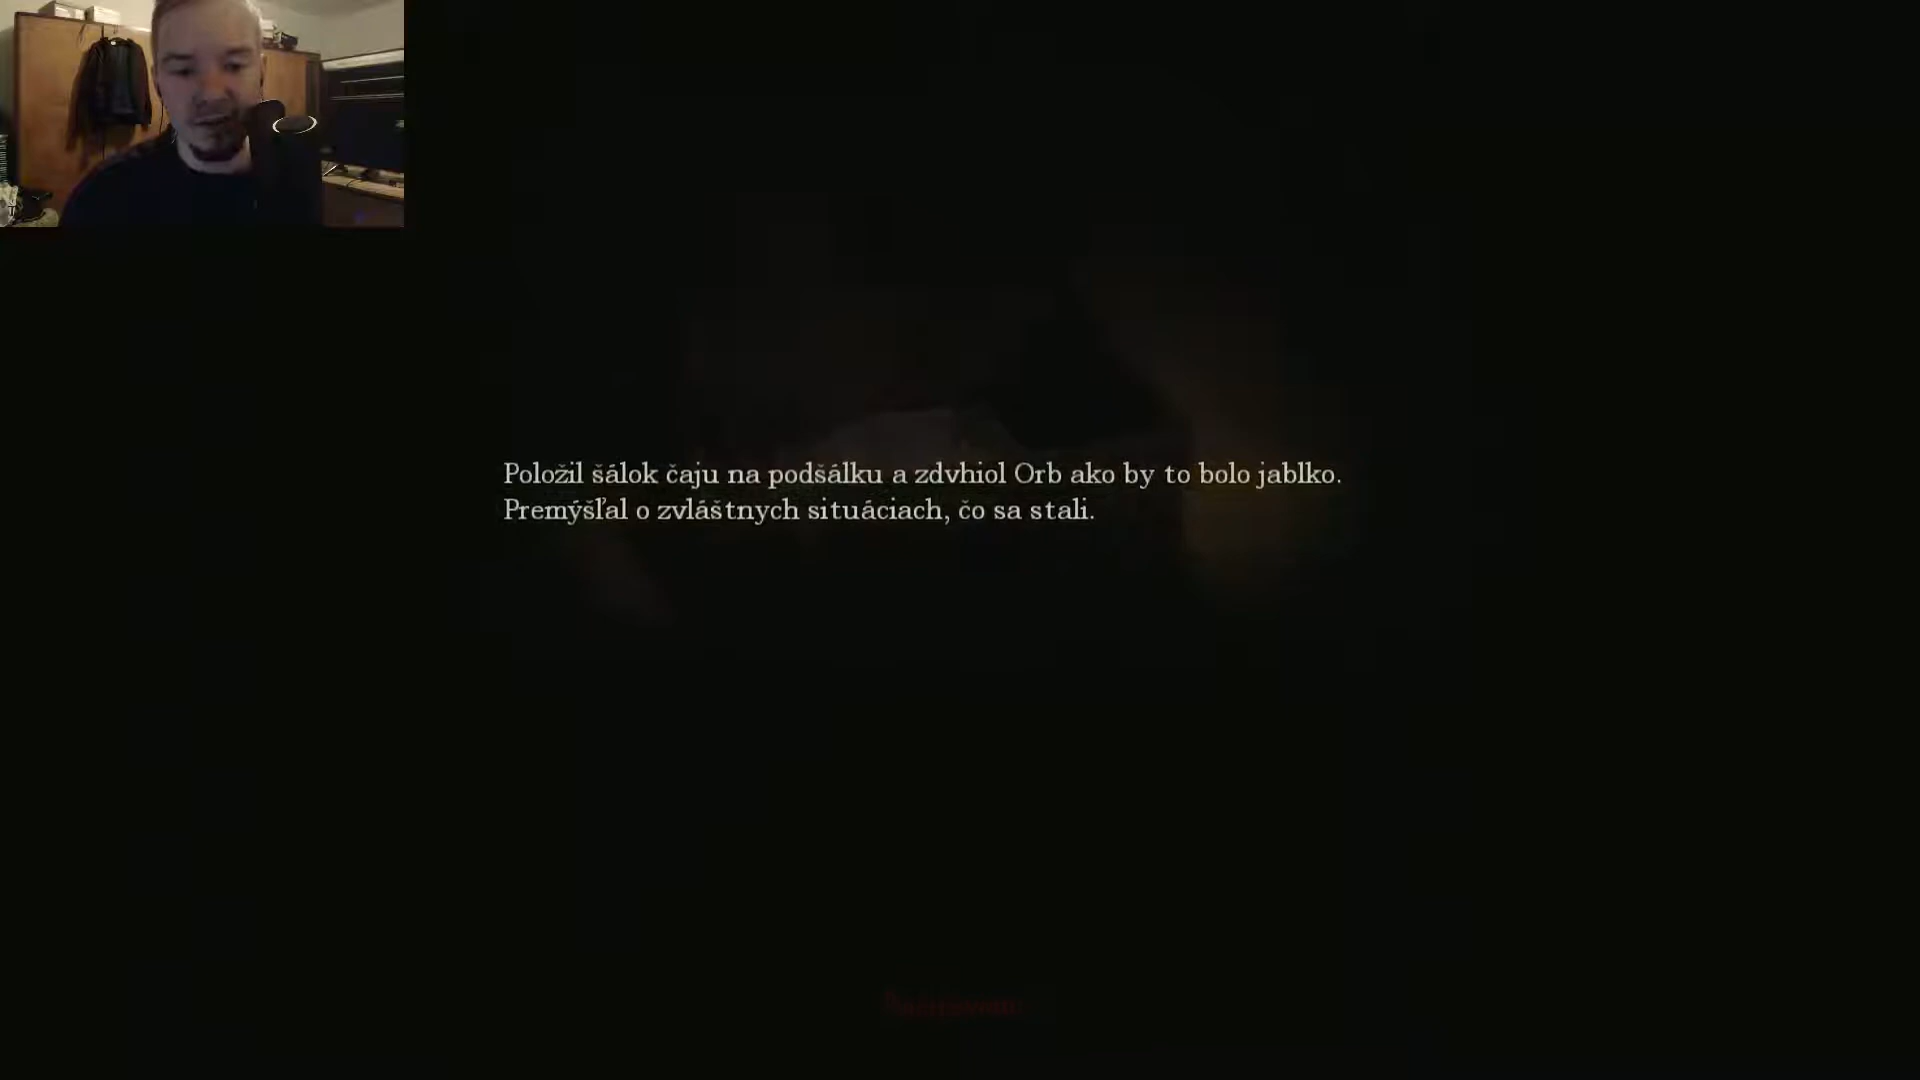 Položil šálok čaju na podšálku a zdvhiol Orb ako by to bolo jablko.
Premýšľal o zvláštnych situáciach, čo sa stali.